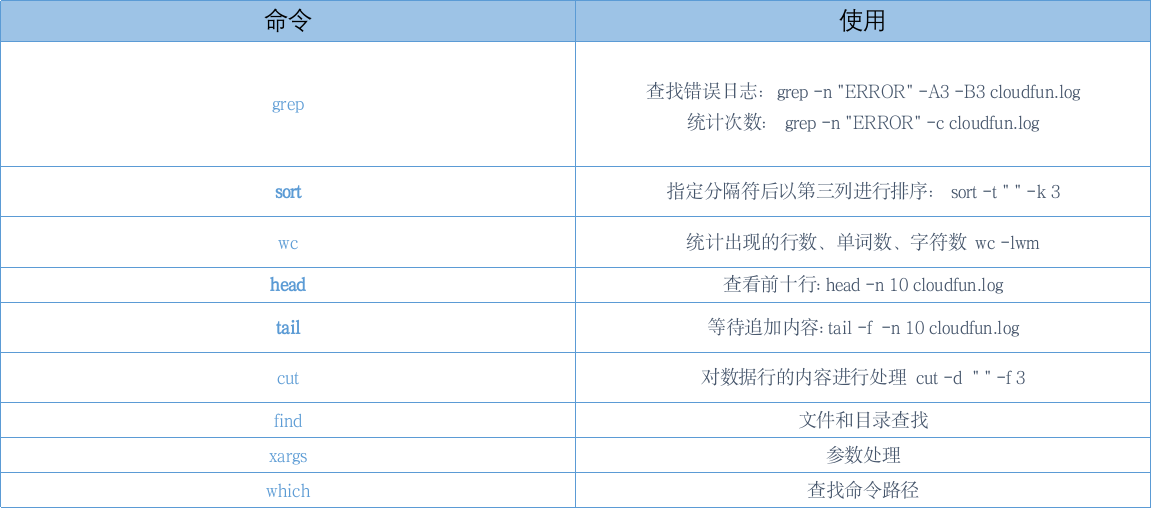 命令 使用
grep
查找错误日志： grep -n "ERROR" -A3 -B3 cloudfun.log
统计次数： grep -n "ERROR" -c cloudfun.log
sort 指定分隔符后以第三列进行排序： sort -t " " -k 3
wc 统计出现的行数、单词数、字符数 wc -lwm
head 查看前十行: head -n 10 cloudfun.log
tail 等待追加内容: tail -f -n 10 cloudfun.log
cut 对数据行的内容进行处理 cut -d " " -f 3
find 文件和目录查找
xargs 参数处理
which 查找命令路径